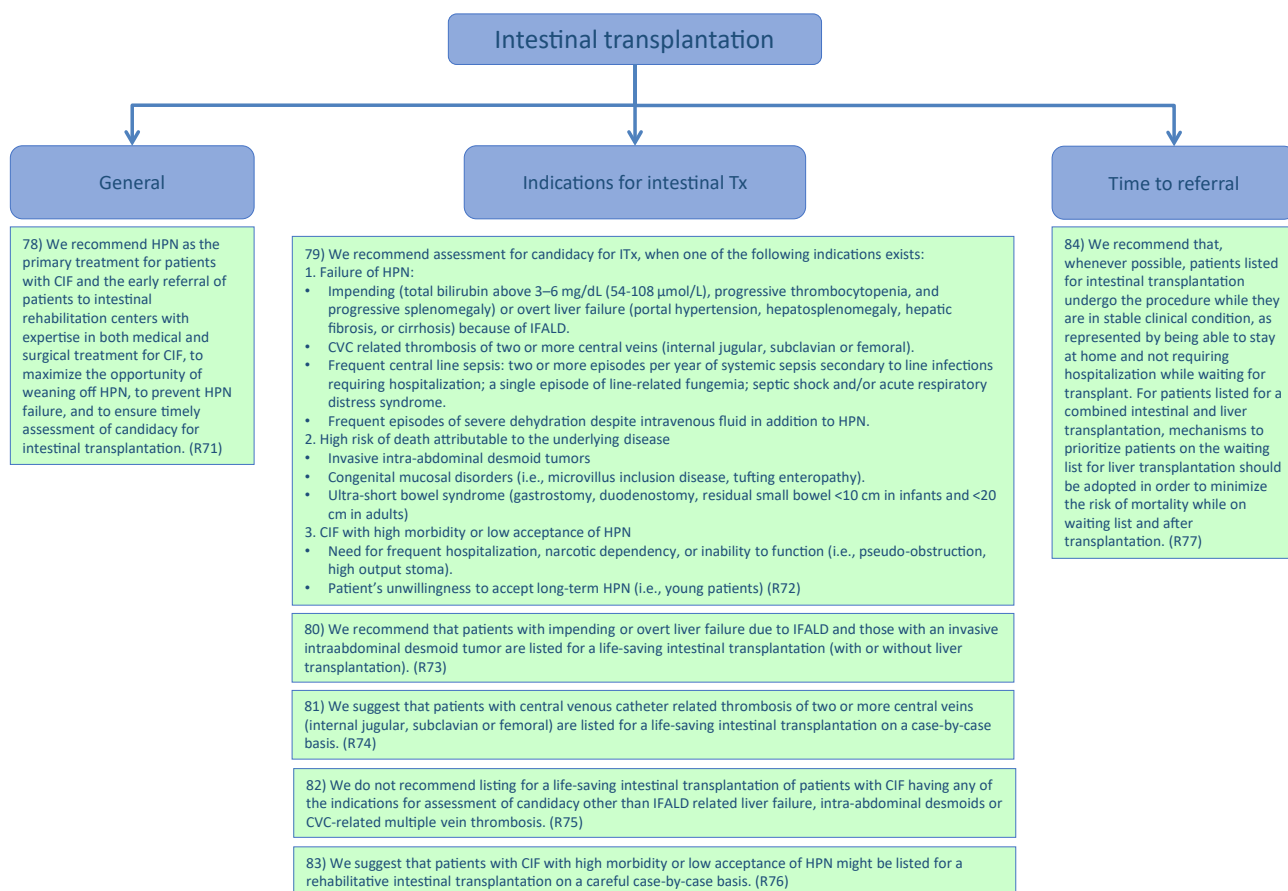 Intestinal transplantation
General
Indications for intestinal Tx
Time to referral
78) We recommend HPN as the
primary treatment for patients
with CIF and the early referral of
patients to intestinal
rehabilitation centers with
expertise in both medical and
surgical treatment for CIF, to
maximize the opportunity of
weaning off HPN, to prevent HPN
failure, and to ensure timely
assessment of candidacy for
intestinal transplantation. (R71)
79) We recommend assessment for candidacy for ITx, when one of the following indications exists:
1. Failure of HPN:
• Impending (total bilirubin above 3–6 mg/dL (54-108 µmol/L), progressive thrombocytopenia, and
progressive splenomegaly) or overt liver failure (portal hypertension, hepatosplenomegaly, hepatic
fibrosis, or cirrhosis) because of IFALD.
• CVC related thrombosis of two or more central veins (internal jugular, subclavian or femoral).
• Frequent central line sepsis: two or more episodes per year of systemic sepsis secondary to line infections
requiring hospitalization; a single episode of line-related fungemia; septic shock and/or acute respiratory
distress syndrome.
• Frequent episodes of severe dehydration despite intravenous fluid in addition to HPN.
2. High risk of death attributable to the underlying disease
• Invasive intra-abdominal desmoid tumors
• Congenital mucosal disorders (i.e., microvillus inclusion disease, tufting enteropathy).
• Ultra-short bowel syndrome (gastrostomy, duodenostomy, residual small bowel <10 cm in infants and <20
cm in adults)
3. CIF with high morbidity or low acceptance of HPN
• Need for frequent hospitalization, narcotic dependency, or inability to function (i.e., pseudo-obstruction,
high output stoma).
• Patient's unwillingness to accept long-term HPN (i.e., young patients) (R72)
80) We recommend that patients with impending or overt liver failure due to IFALD and those with an invasive
intraabdominal desmoid tumor are listed for a life-saving intestinal transplantation (with or without liver
transplantation). (R73)
81) We suggest that patients with central venous catheter related thrombosis of two or more central veins
(internal jugular, subclavian or femoral) are listed for a life-saving intestinal transplantation on a case-by-case
basis. (R74)
82) We do not recommend listing for a life-saving intestinal transplantation of patients with CIF having any of
the indications for assessment of candidacy other than IFALD related liver failure, intra-abdominal desmoids or
CVC-related multiple vein thrombosis. (R75)
83) We suggest that patients with CIF with high morbidity or low acceptance of HPN might be listed for a
rehabilitative intestinal transplantation on a careful case-by-case basis. (R76)
84) We recommend that,
whenever possible, patients listed
for intestinal transplantation
undergo the procedure while they
are in stable clinical condition, as
represented by being able to stay
at home and not requiring
hospitalization while waiting for
transplant. For patients listed for a
combined intestinal and liver
transplantation, mechanisms to
prioritize patients on the waiting
list for liver transplantation should
be adopted in order to minimize
the risk of mortality while on
waiting list and after
transplantation. (R77)